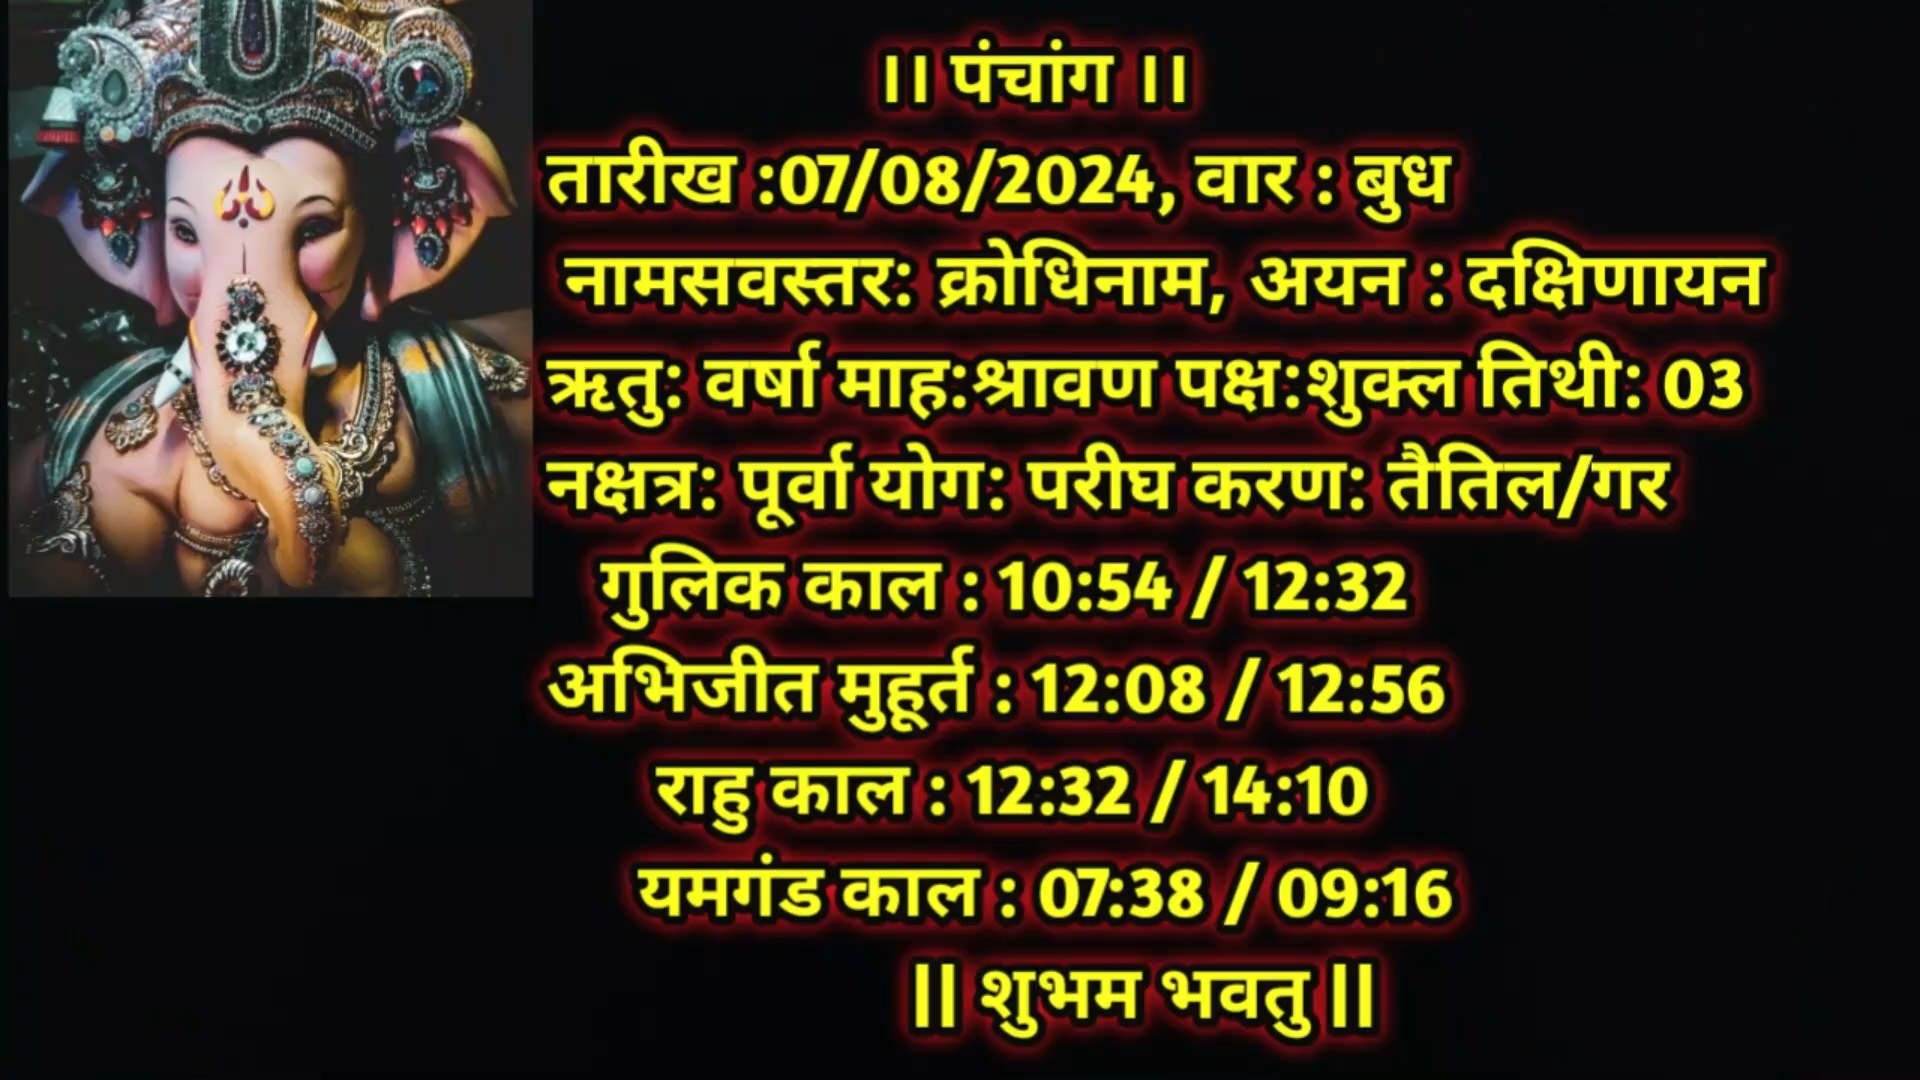 ।। पंचांग ।।
तारीख :07/08/2024, वार : बुध
नामसवस्तर: क्रोधिनाम, अयन : दक्षिणायन
ऋतु: वर्षा माह:श्रावण पक्ष:शुक्ल तिथी: 03
नक्षत्र: पूर्वा योग: परीघ करण: तैतिल/गर
गुलिक काल : 10:54 / 12:32
अभिजीत मुहूर्त : 12:08 / 12:56
राहु काल : 12:32 / 14:10
यमगंड काल : 07:38 / 09:16
|| शुभम भवतु ||